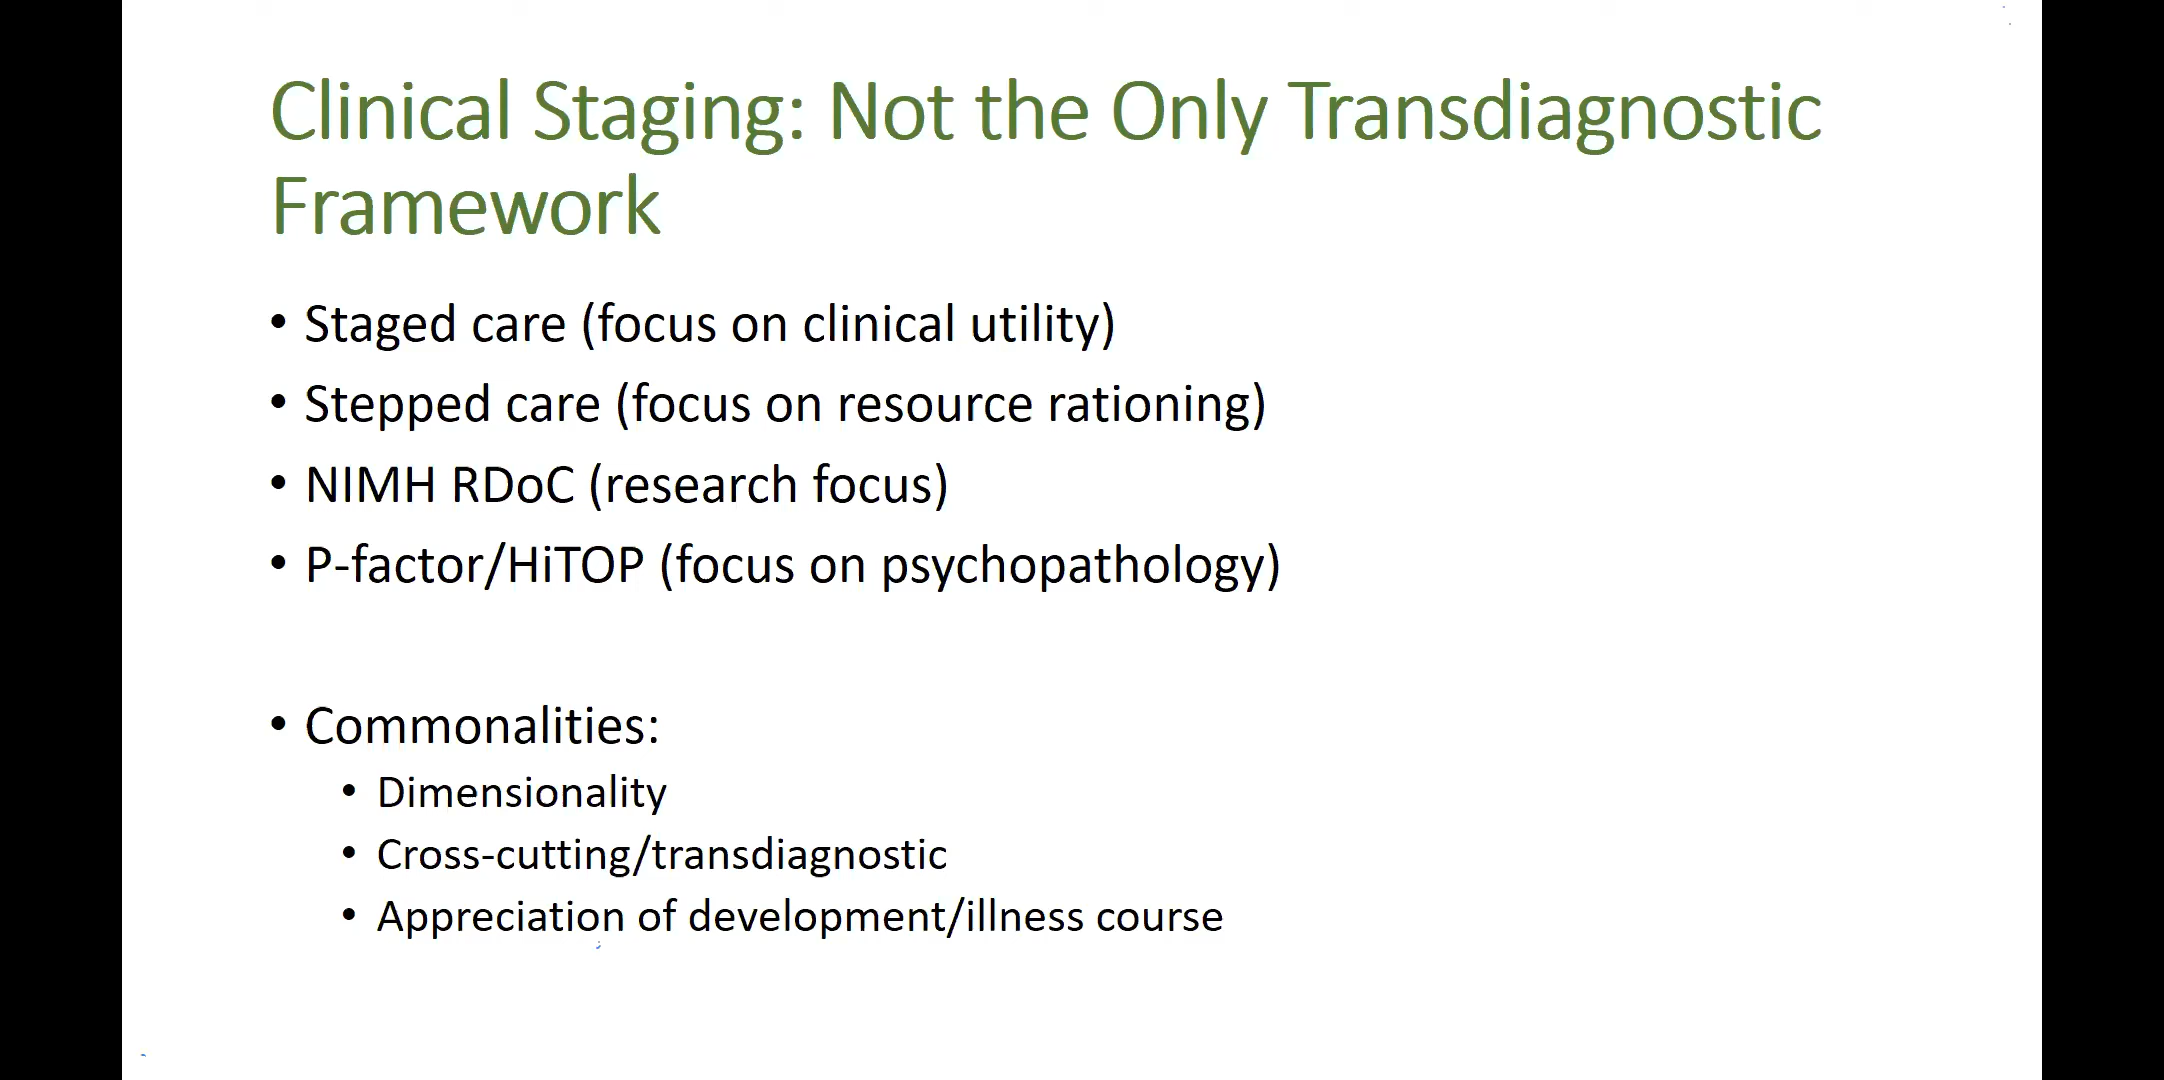 Clinical Staging: Not the Only Transdiagnostic
Framework
• Staged care (focus on clinical utility)
• Stepped care (focus on resource rationing)
• NIMH RDoC (research focus)
• P-factor/HiTOP (focus on psychopathology)
• Commonalities:
• Dimensionality
• Cross-cutting/transdiagnostic
• Appreciation of development/illness course